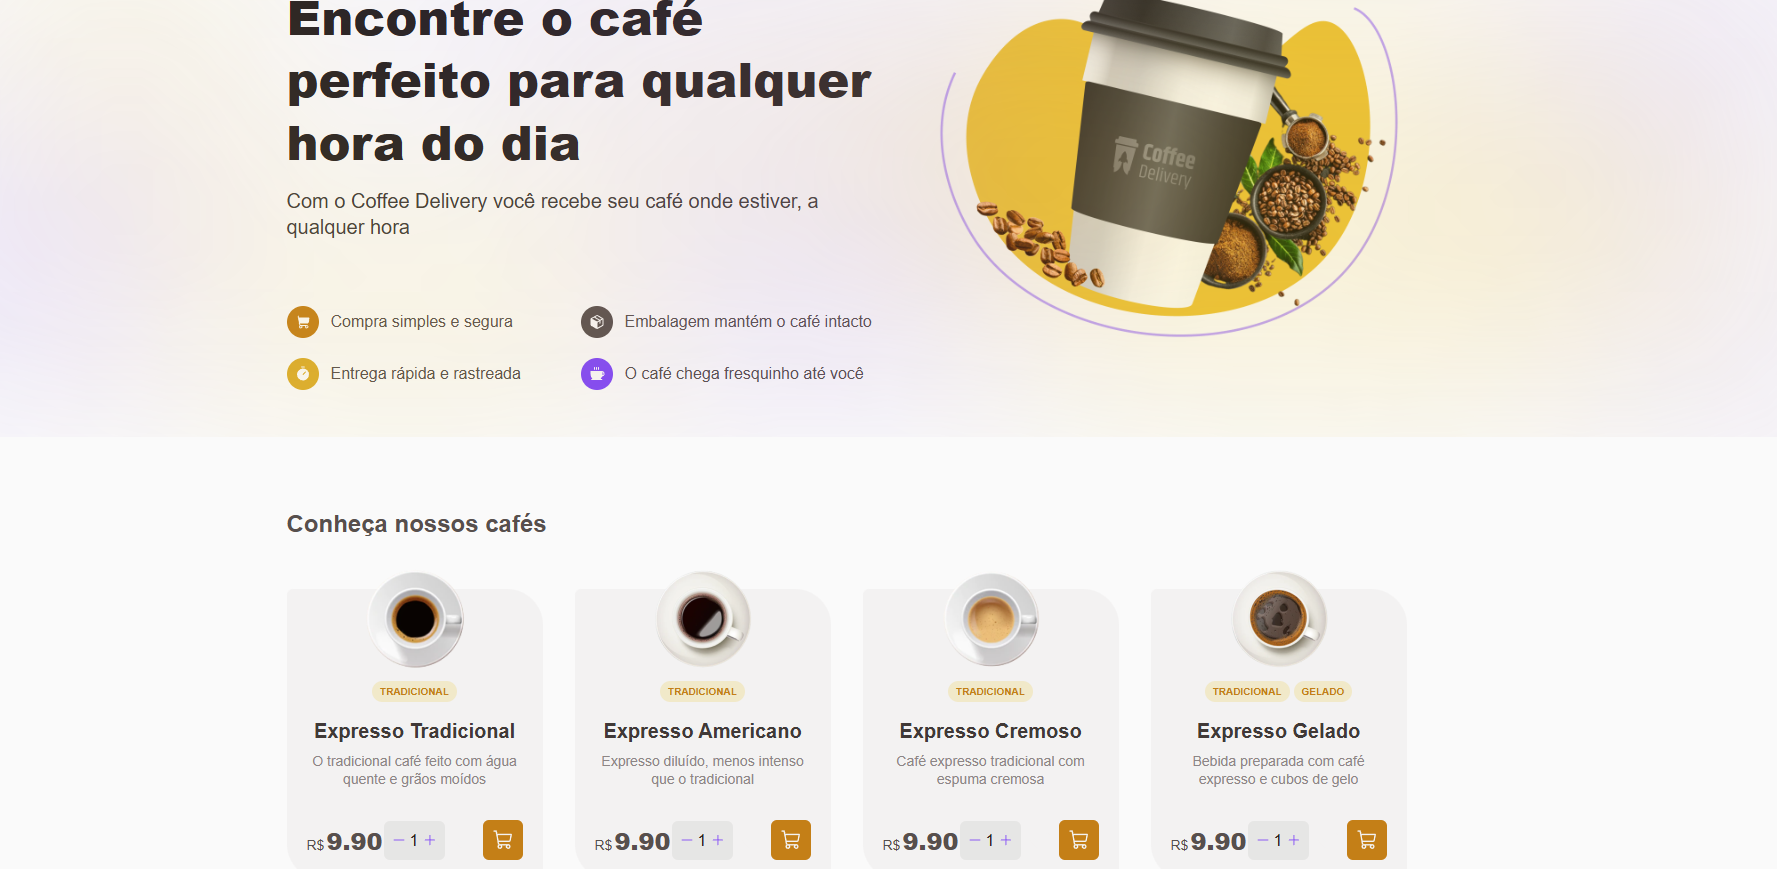 Encontre o café
perfeito para qualquer
hora do dia
Com o Coffee Delivery você recebe seu café onde estiver, a
qualquer hora
Compra simples e segura
Embalagem mantém o café intacto
Entrega rápida e rastreada
O café chega fresquinho até você
Coffee
Delivery
Conheça nossos cafés
TRADICIONAL
Expresso Tradicional
O tradicional café feito com água
quente e grãos moídos
R$ 9.90 − 1 +
TRADICIONAL
Expresso Americano
Expresso diluído, menos intenso
que o tradicional
R$ 9.90 − 1 +
TRADICIONAL
Expresso Cremoso
Café expresso tradicional com
espuma cremosa
R$ 9.90 − 1 +
TRADICIONAL GELADO
Expresso Gelado
Bebida preparada com café
expresso e cubos de gelo
R$ 9.90 − 1 +